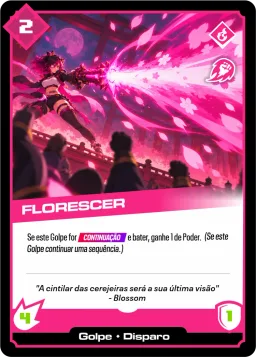 2
FLORESCER
Se este Golpe for CONTINUAÇÃO e bater, ganhe 1 de Poder. (Se este
Golpe continuar uma sequência.)
"A cintilar das cerejeiras será a sua última visão"
- Blossom
4
1
Golpe • Disparo